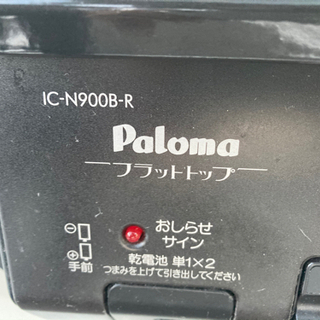 IC-N900B-R
Paloma
フラットトップ
おしらせ
サイン
手前
乾電池 単1×2
つまみを上げて引き出してください